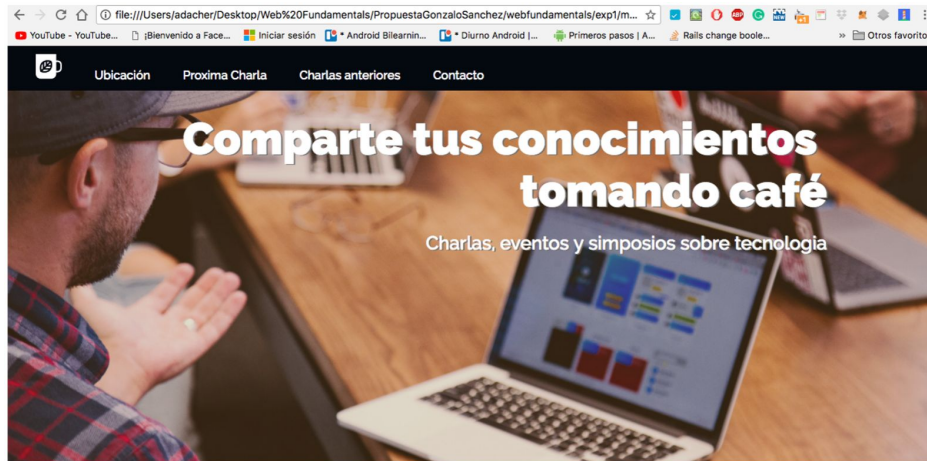 file:///Users/adacher/Desktop/Web%20Fundamentals/PropuestaGonzaloSanchez/webfundamentals/exp1/m...
YouTube - YouTube... ¡Bienvenido a Face... Iniciar sesión * Android Bilearnin... * Diurno Android |... Primeros pasos | A... Rails change boole... » Otros favorito
Ubicación Proxima Charla Charlas anteriores Contacto
Comparte tus conocimientos
tomando café
Charlas, eventos y simposios sobre tecnologia